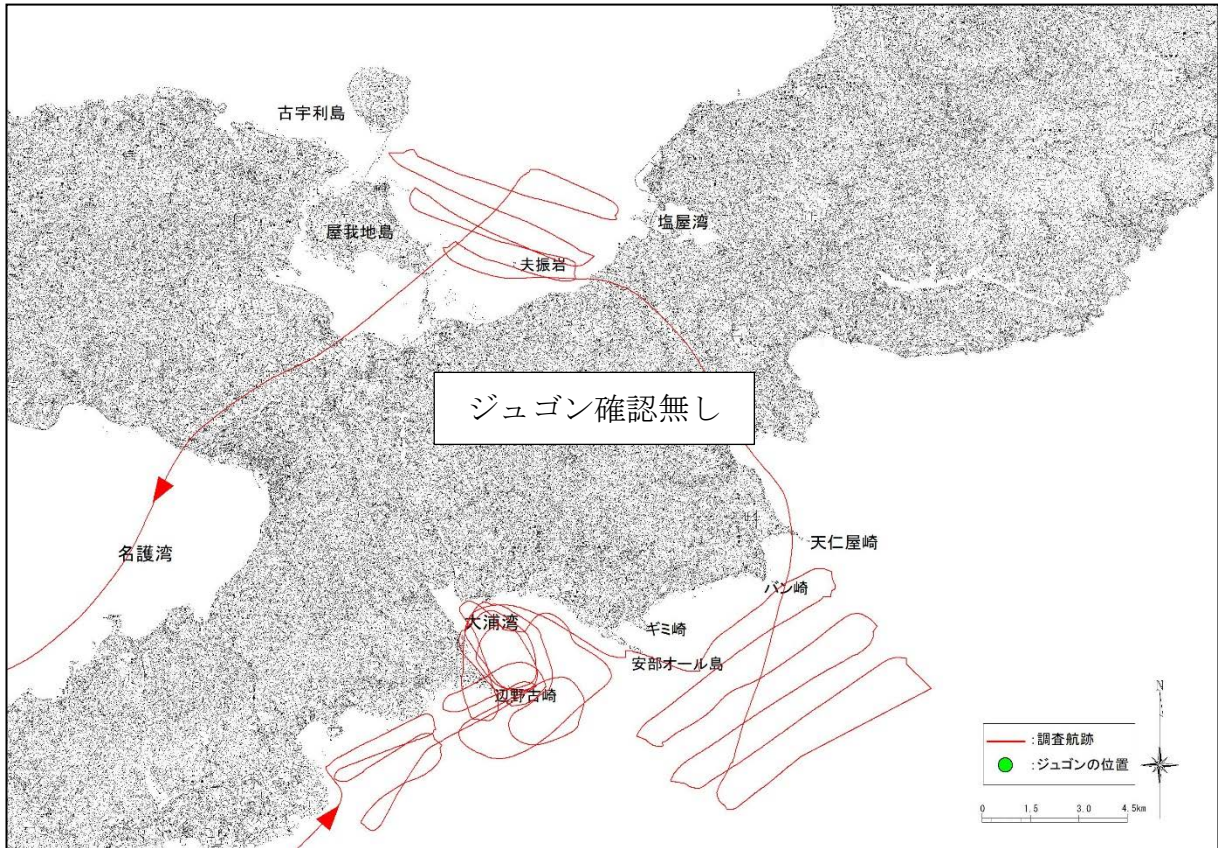 古宇利島
屋我地島
塩屋湾
夫振岩
ジュゴン確認無し
名護湾
天仁屋崎
バン崎
大浦湾
ギミ崎
安部オール島
辺野古崎
N
:調査航跡
:ジュゴンの位置
0 1.5 3.0 4.5km